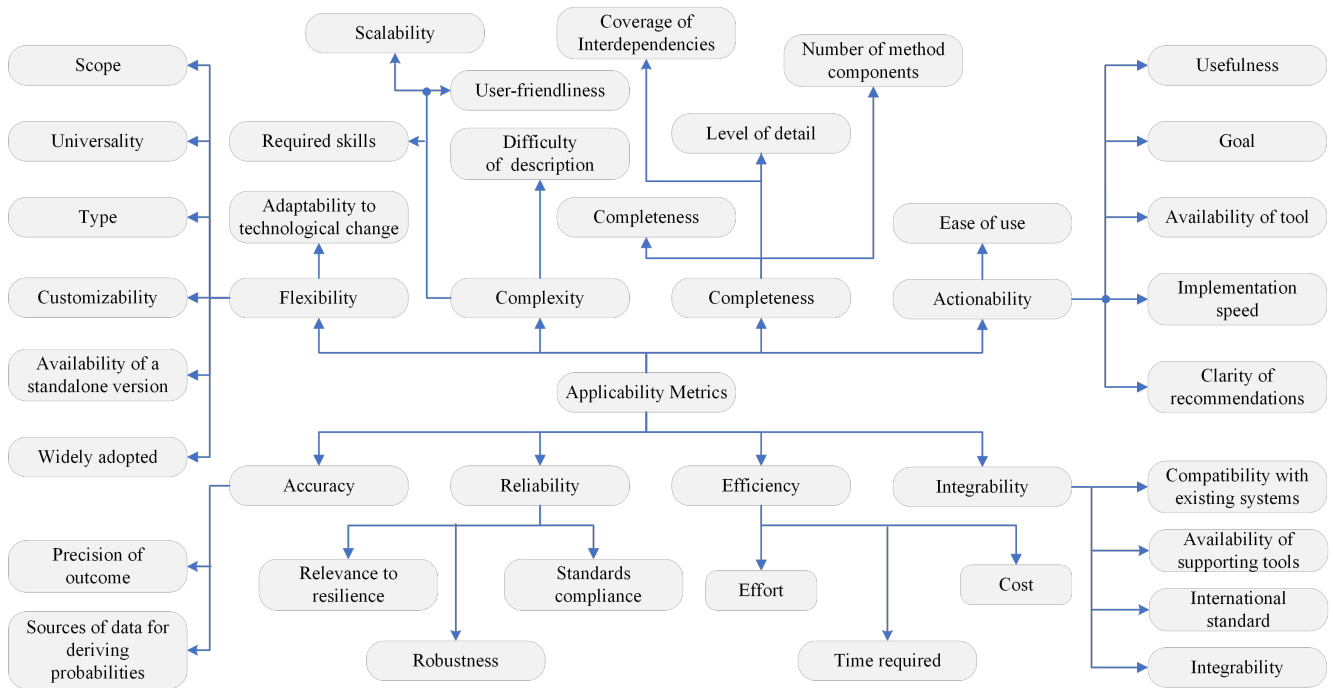 Scalability
Coverage of
Interdependencies
Number of method
components
Scope
User-friendliness
Usefulness
Universality
Required skills
Difficulty
of description
Level of detail
Goal
Type
Adaptability to
technological change
Completeness
Ease of use
Availability of tool
Customizability
Flexibility
Complexity
Completeness
Actionability
Implementation
speed
Availability of a
standalone version
Applicability Metrics
Clarity of
recommendations
Widely adopted
Accuracy
Reliability
Efficiency
Integrability
Compatibility with
existing systems
Precision of
outcome
Relevance to
resilience
Standards
compliance
Effort
Cost
Availability of
supporting tools
International
standard
Sources of data for
deriving
probabilities
Robustness
Time required
Integrability